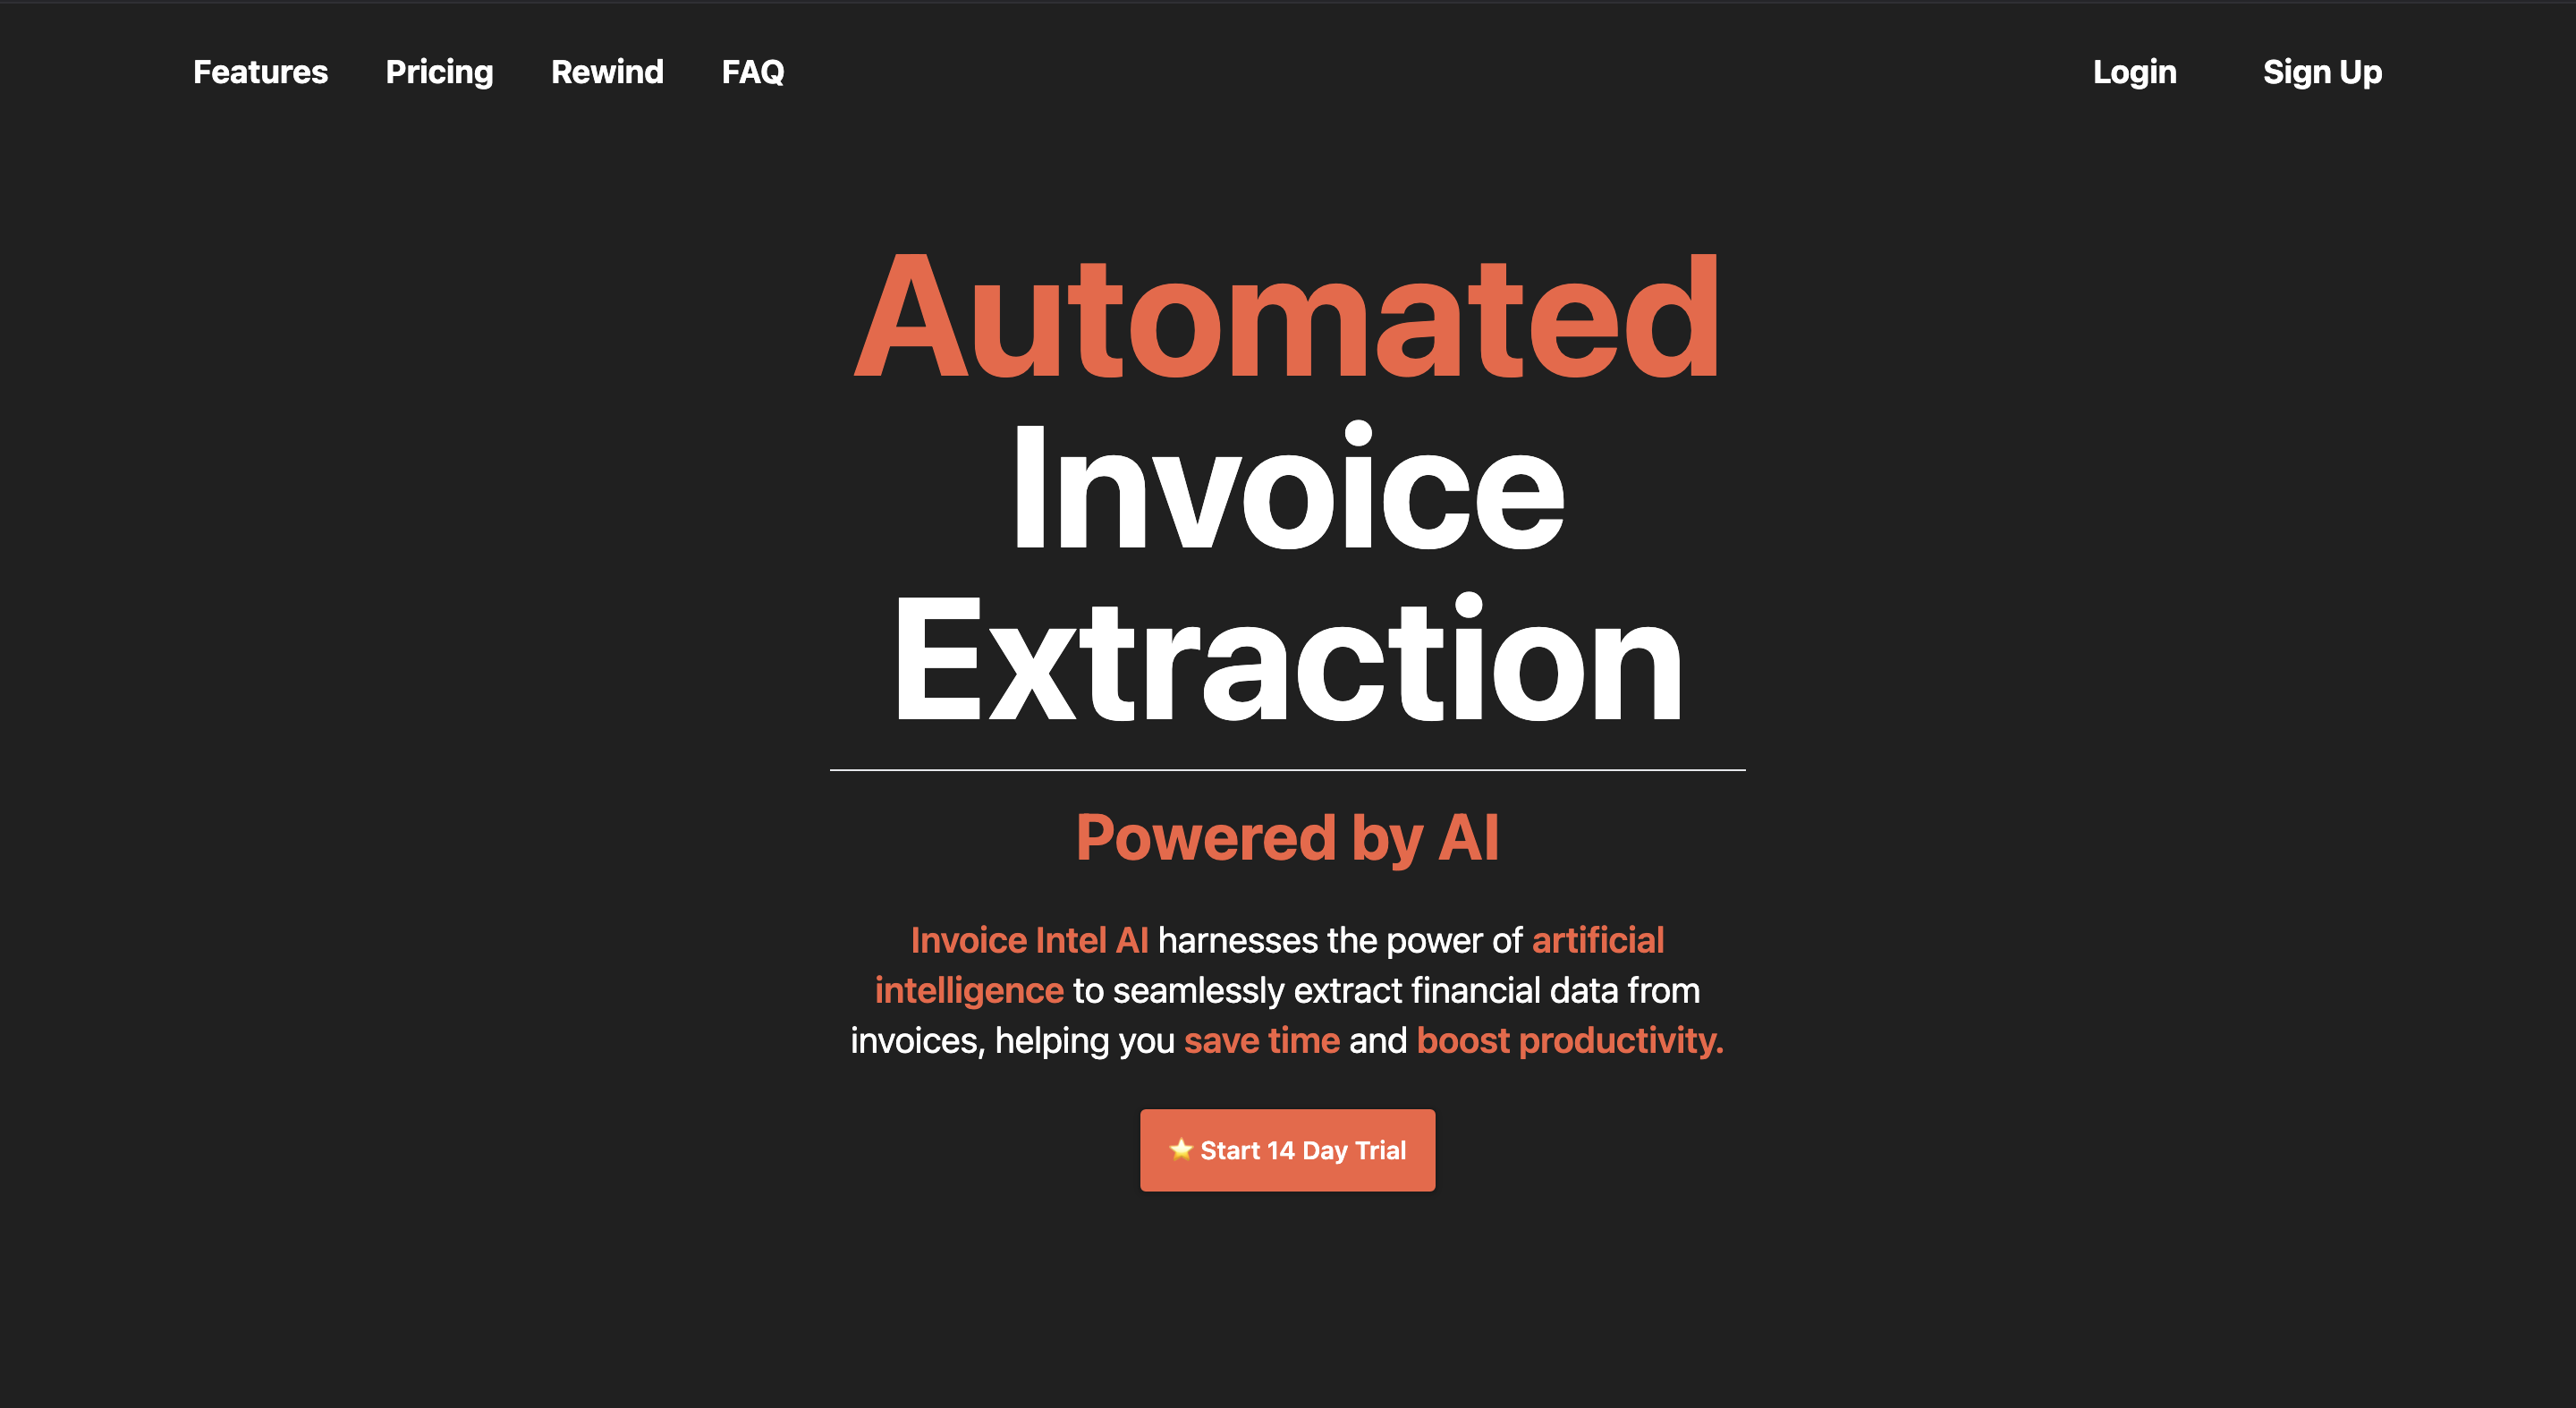 Features Pricing Rewind FAQ Login Sign Up
Automated
Invoice
Extraction
Powered by AI
Invoice Intel AI harnesses the power of artificial
intelligence to seamlessly extract financial data from
invoices, helping you save time and boost productivity.
⭐ Start 14 Day Trial